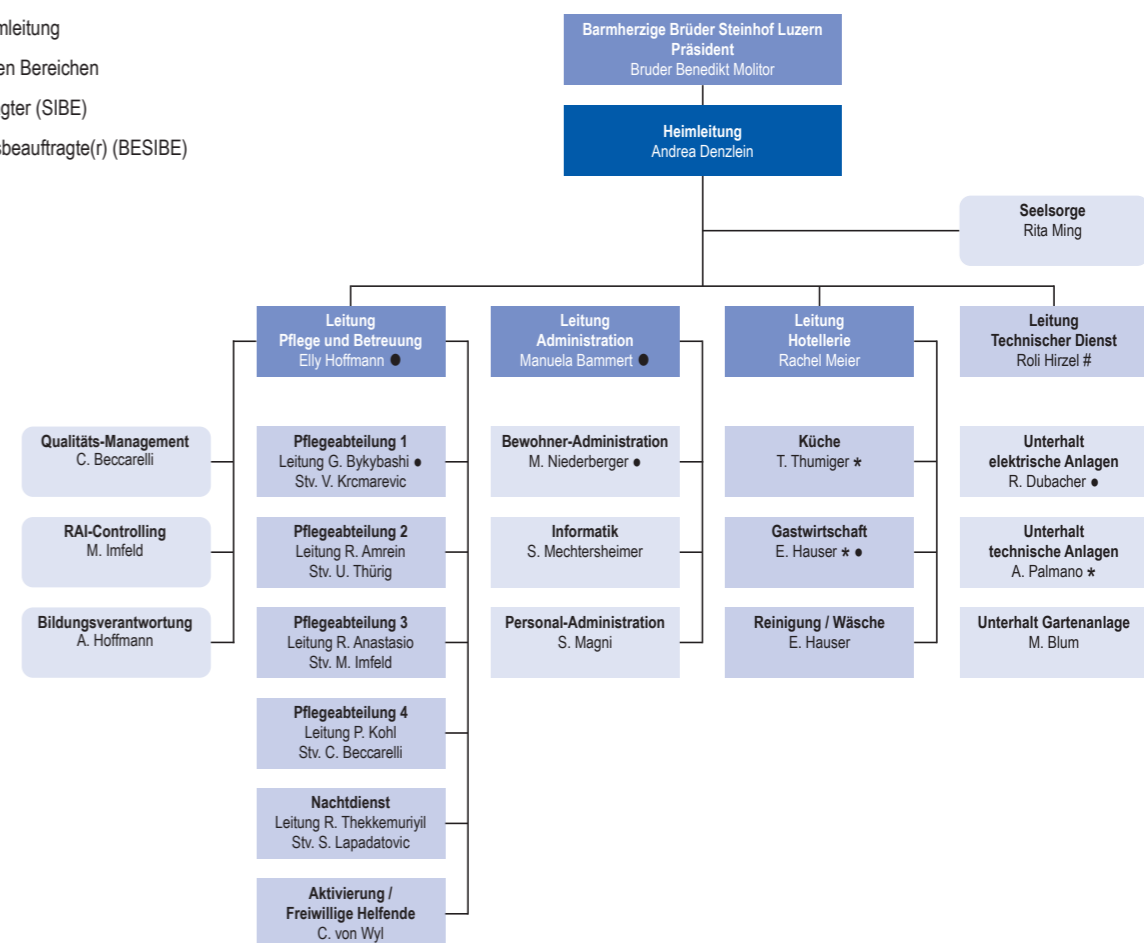 mleitung
en Bereichen
gter (SIBE)
sbeauftragte(r) (BESIBE)
Barmherzige Brüder Steinhof Luzern
Präsident
Bruder Benedikt Molitor
Heimleitung
Andrea Denzlein
Seelsorge
Rita Ming
Leitung
Pflege und Betreuung
Elly Hoffmann ●
Leitung
Administration
Manuela Bammert ●
Leitung
Hotellerie
Rachel Meier
Leitung
Technischer Dienst
Roli Hirzel #
Qualitäts-Management
C. Beccarelli
RAI-Controlling
M. Imfeld
Bildungsverantwortung
A. Hoffmann
Pflegeabteilung 1
Leitung G. Bykybashi ●
Stv. V. Krcmarevic
Pflegeabteilung 2
Leitung R. Amrein
Stv. U. Thürig
Pflegeabteilung 3
Leitung R. Anastasio
Stv. M. Imfeld
Pflegeabteilung 4
Leitung P. Kohl
Stv. C. Beccarelli
Nachtdienst
Leitung R. Thekkemuriyil
Stv. S. Lapadatovic
Aktivierung /
Freiwillige Helfende
C. von Wyl
Bewohner-Administration
M. Niederberger ●
Informatik
S. Mechtersheimer
Personal-Administration
S. Magni
Küche
T. Thumiger *
Gastwirtschaft
E. Hauser * ●
Reinigung / Wäsche
E. Hauser
Unterhalt
elektrische Anlagen
R. Dubacher ●
Unterhalt
technische Anlagen
A. Palmano *
Unterhalt Gartenanlage
M. Blum